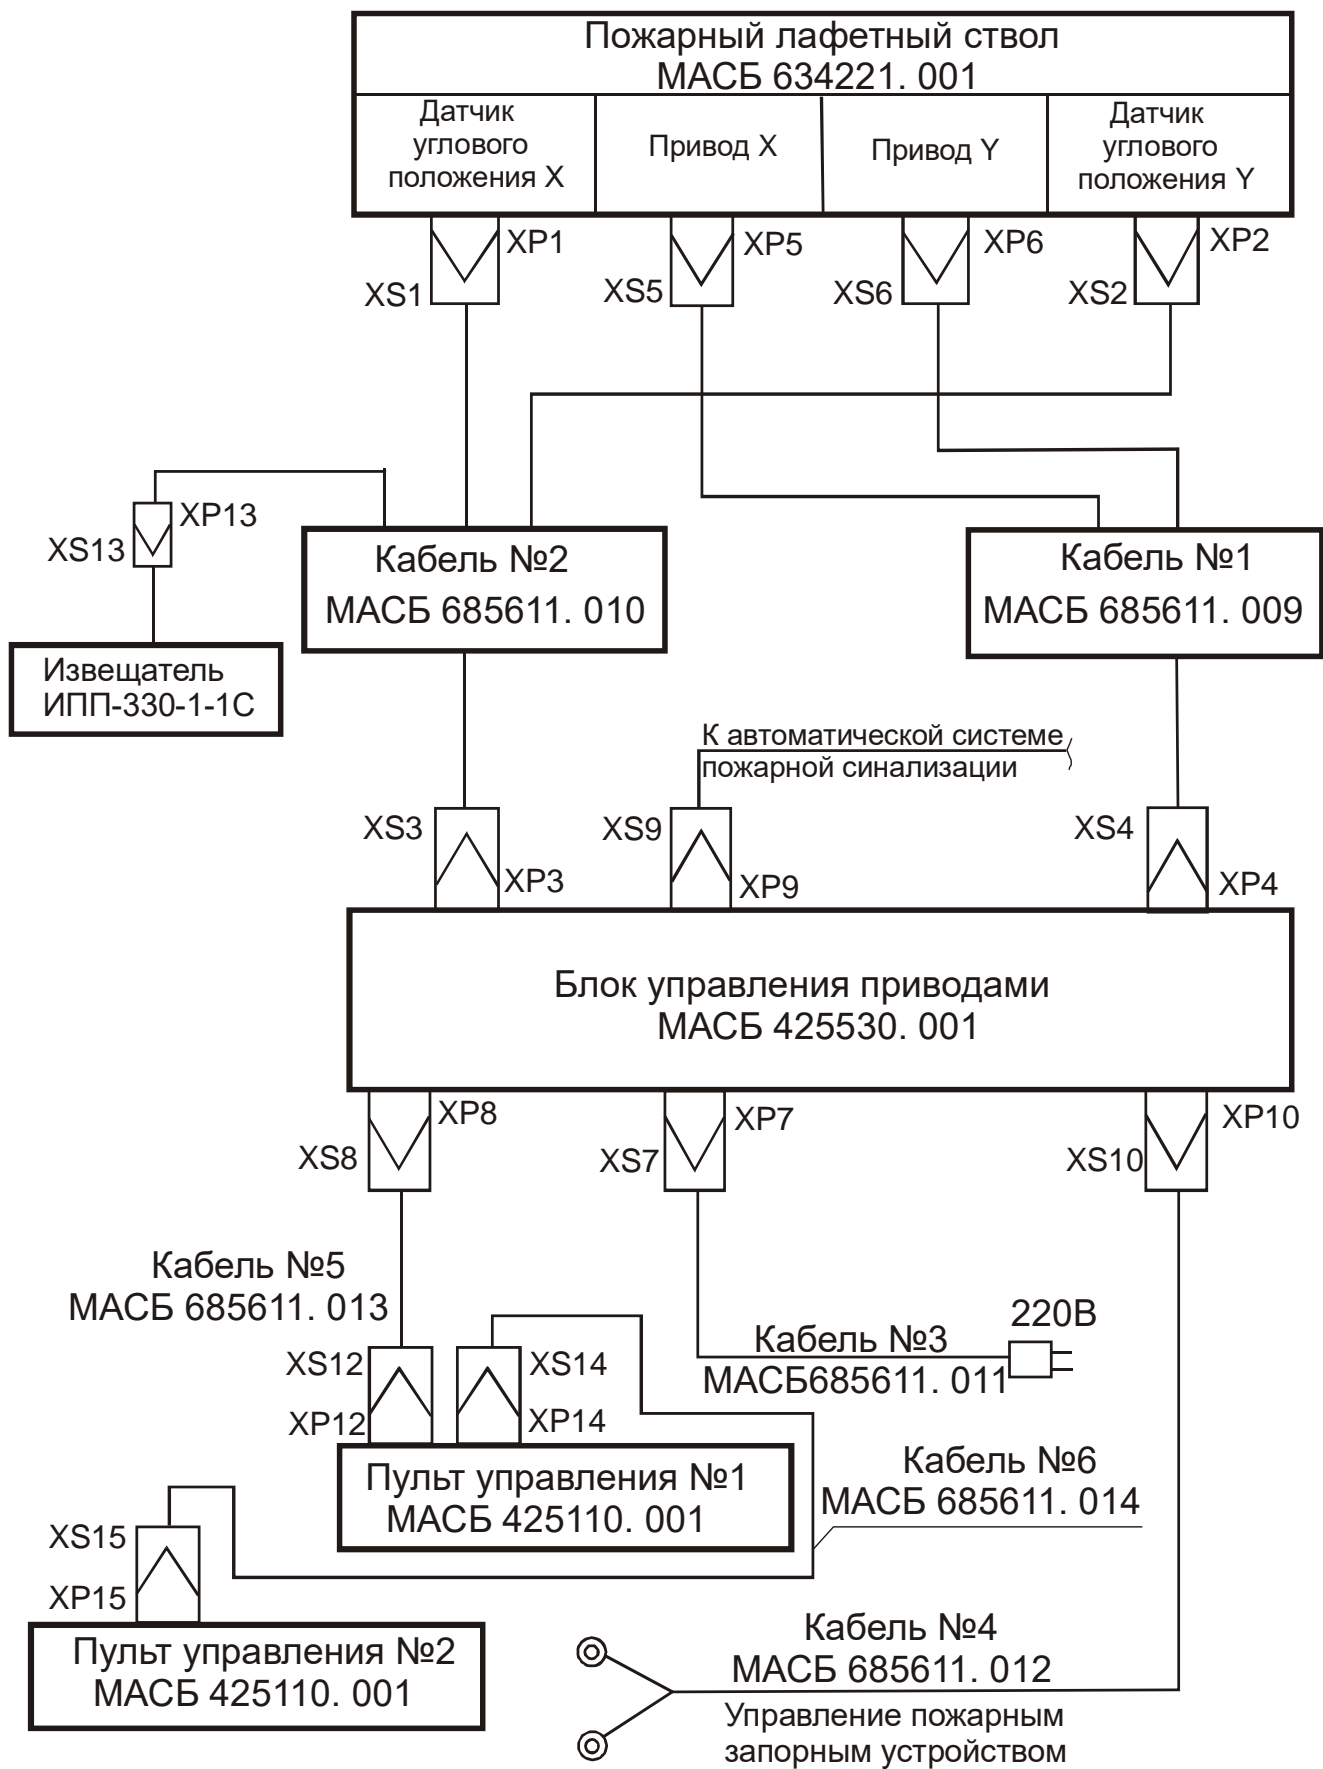 Пожарный лафетный ствол
МАСБ 634221. 001
Датчик
углового
положения X
Привод X
Привод Y
Датчик
углового
положения Y
XP1
XS1
XP5
XS5
XP6
XS6
XP2
XS2
XP13
XS13
Кабель №2
МАСБ 685611. 010
Кабель №1
МАСБ 685611. 009
Извещатель
ИПП-330-1-1С
К автоматической системе
пожарной синализации
XS3
XP3
XS9
XP9
XS4
XP4
Блок управления приводами
МАСБ 425530. 001
XP8
XS8
XP7
XS7
XP10
XS10
Кабель №5
МАСБ 685611. 013
220В
Кабель №3
МАСБ685611. 011
XS12
XP12
XS14
XP14
Пульт управления №1
МАСБ 425110. 001
Кабель №6
МАСБ 685611. 014
XS15
XP15
Пульт управления №2
МАСБ 425110. 001
Кабель №4
МАСБ 685611. 012
Управление пожарным
запорным устройством